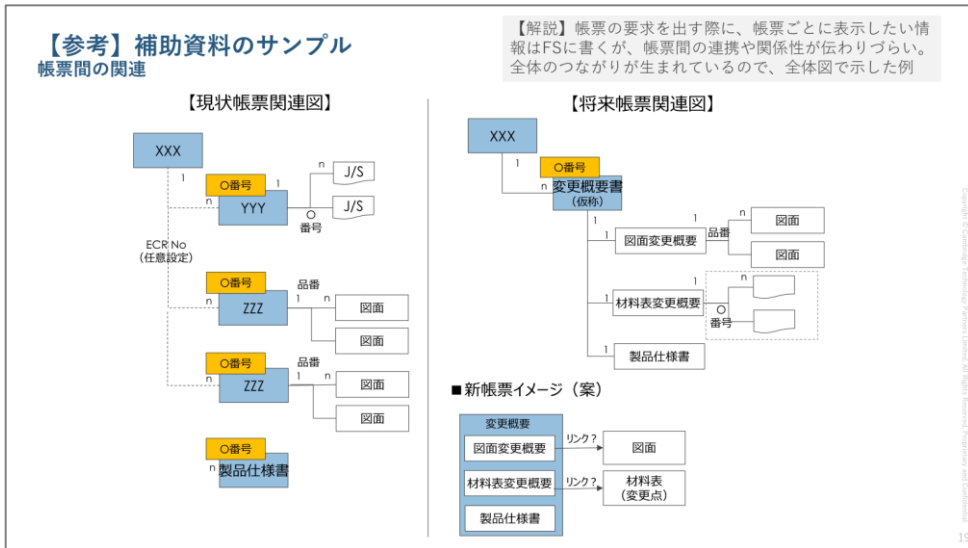 【参考】補助資料のサンプル
帳票間の関連
【解説】帳票の要求を出す際に、帳票ごとに表示したい情
報はFSに書くが、帳票間の連携や関係性が伝わりづらい。
全体のつながりが生まれているので、全体図で示した例
【現状帳票関連図】
XXX
1
〇番号
1
n
YYY
n
J/S
J/S
〇
番号
ECR No
(任意設定)
〇番号
n
ZZZ
品番
1
n
図面
図面
〇番号
n
ZZZ
品番
1
n
図面
図面
〇番号
n
製品仕様書
【将来帳票関連図】
XXX
1
〇番号
n
変更概要書
(仮称)
1
1
図面変更概要
1
品番
n
図面
図面
1
材料表変更概要
1
n
〇
番号
1
製品仕様書
■新帳票イメージ(案)
変更概要
図面変更概要
リンク?
図面
材料表変更概要
リンク?
材料表
(変更点)
製品仕様書
Copyright © Cambridge Technology Partners Limited. All Rights Reserved. Proprietary and Confidential
19